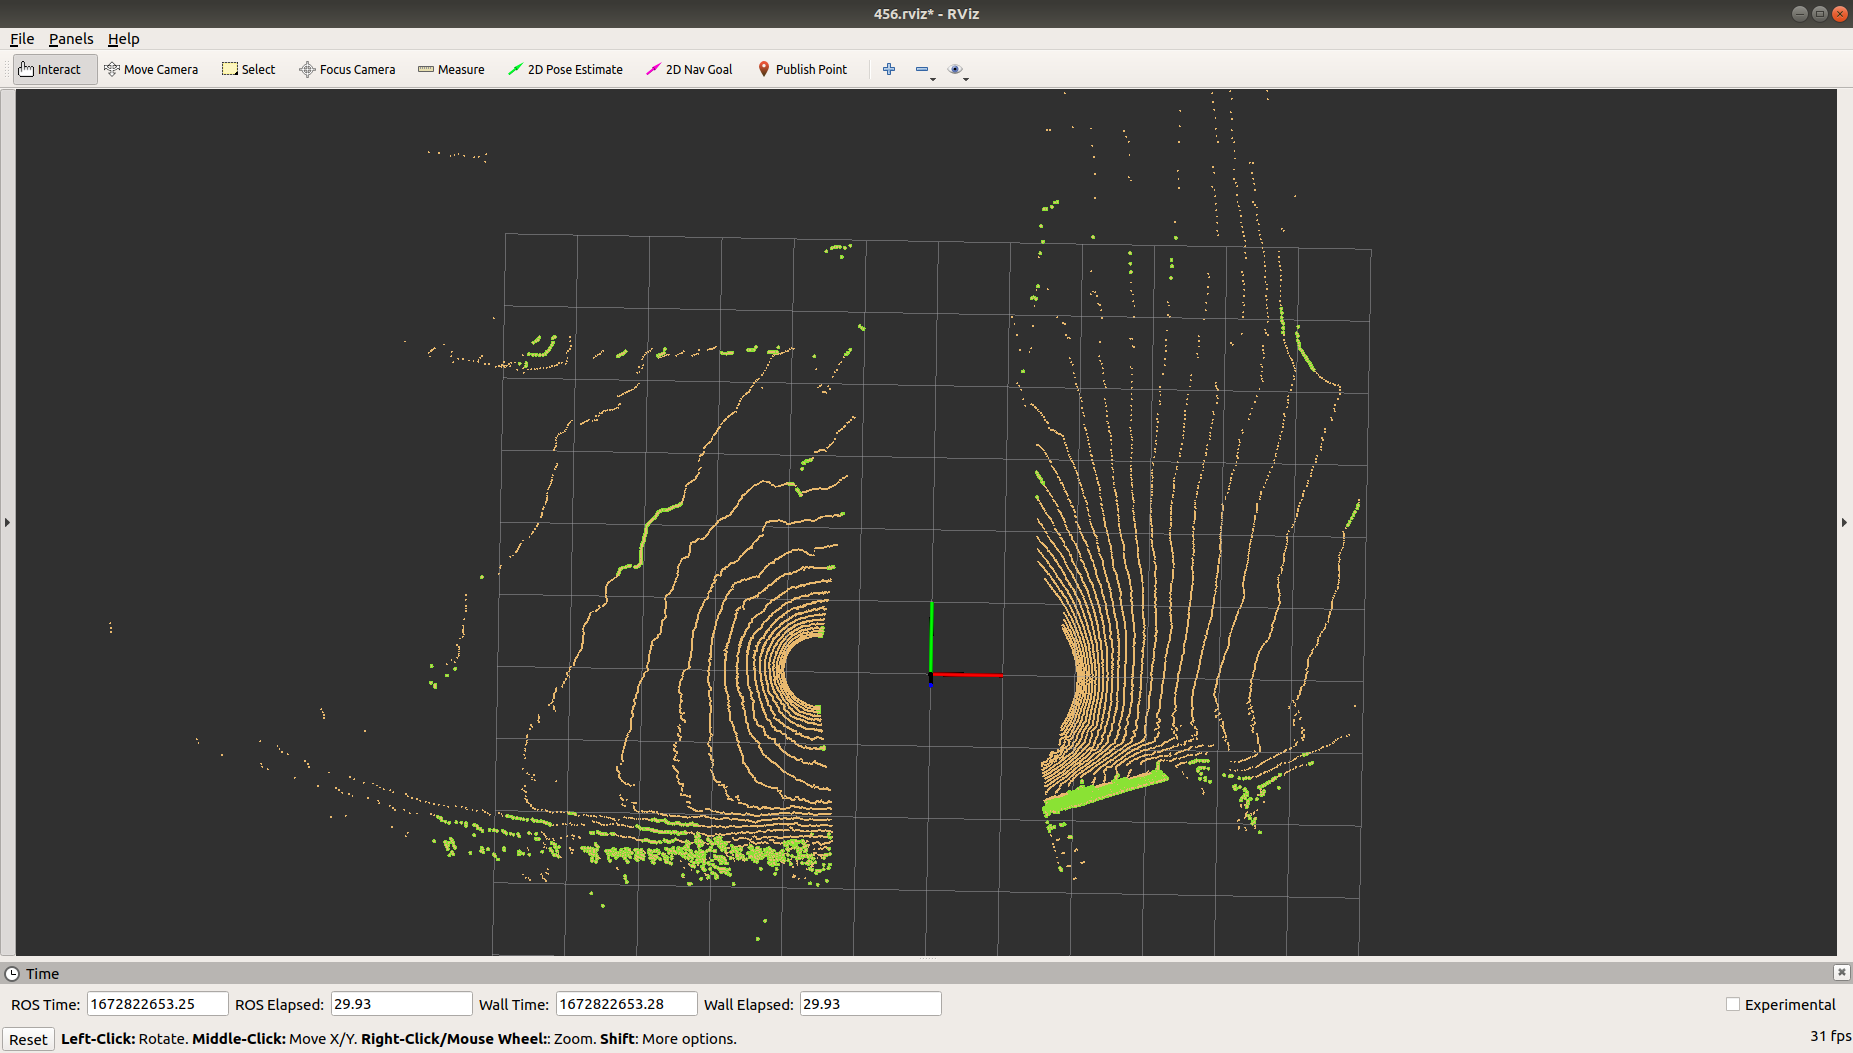 456.rviz* - RViz
File Panels Help
Interact Move Camera Select Focus Camera Measure 2D Pose Estimate 2D Nav Goal Publish Point
Time
ROS Time: 1672822653.25 ROS Elapsed: 29.93 Wall Time: 1672822653.28 Wall Elapsed: 29.93 Experimental
Reset Left-Click: Rotate. Middle-Click: Move X/Y. Right-Click/Mouse Wheel:: Zoom. Shift: More options. 31 fps